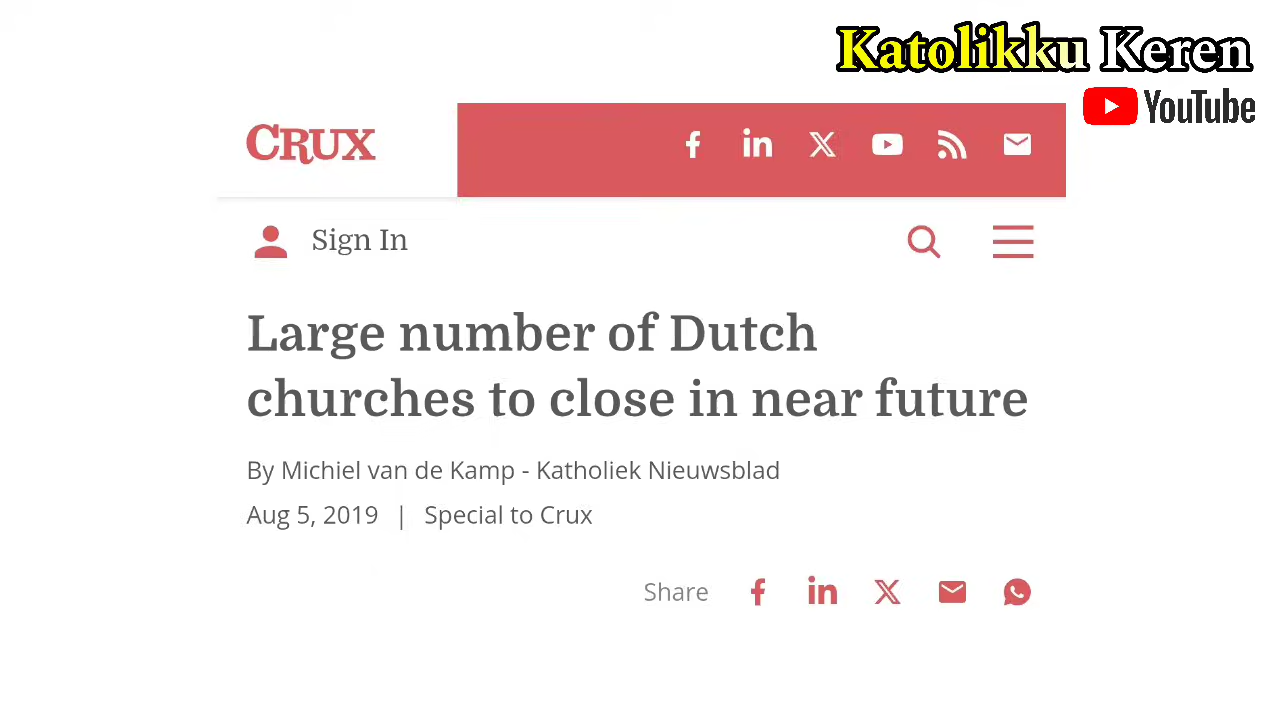 Katolikku Keren
YouTube
CRUX
Sign In
Large number of Dutch
churches to close in near future
By Michiel van de Kamp - Katholiek Nieuwsblad
Aug 5, 2019 | Special to Crux
Share